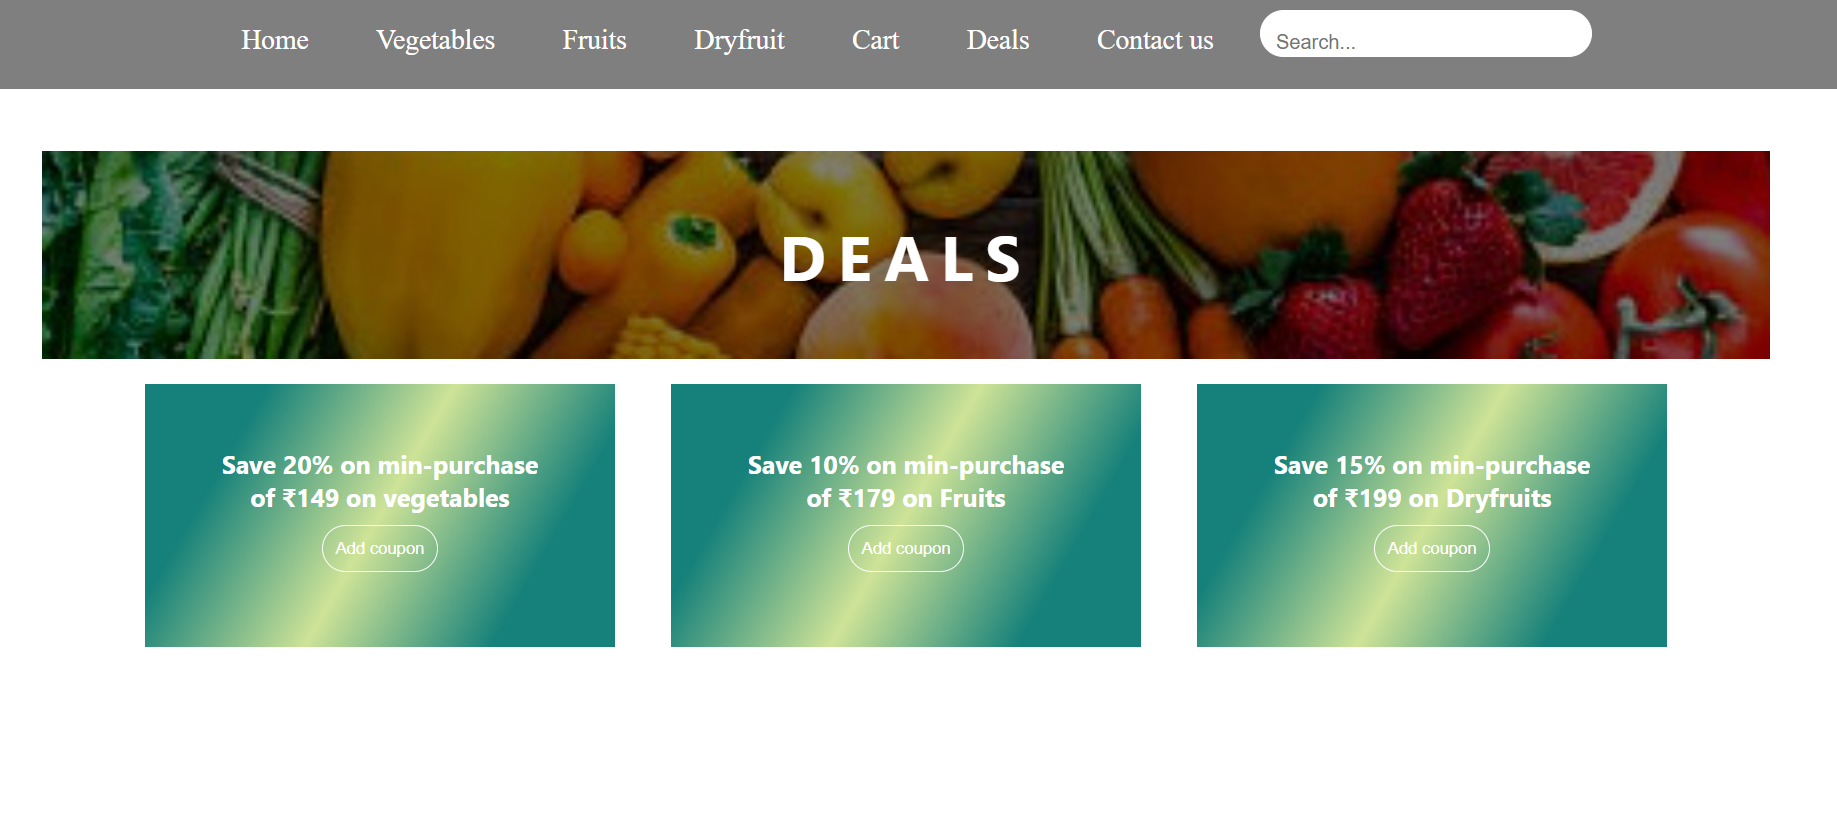 Home Vegetables Fruits Dryfruit Cart Deals Contact us Search...
DEALS
Save 20% on min-purchase
of ₹149 on vegetables
Add coupon
Save 10% on min-purchase
of ₹179 on Fruits
Add coupon
Save 15% on min-purchase
of ₹199 on Dryfruits
Add coupon